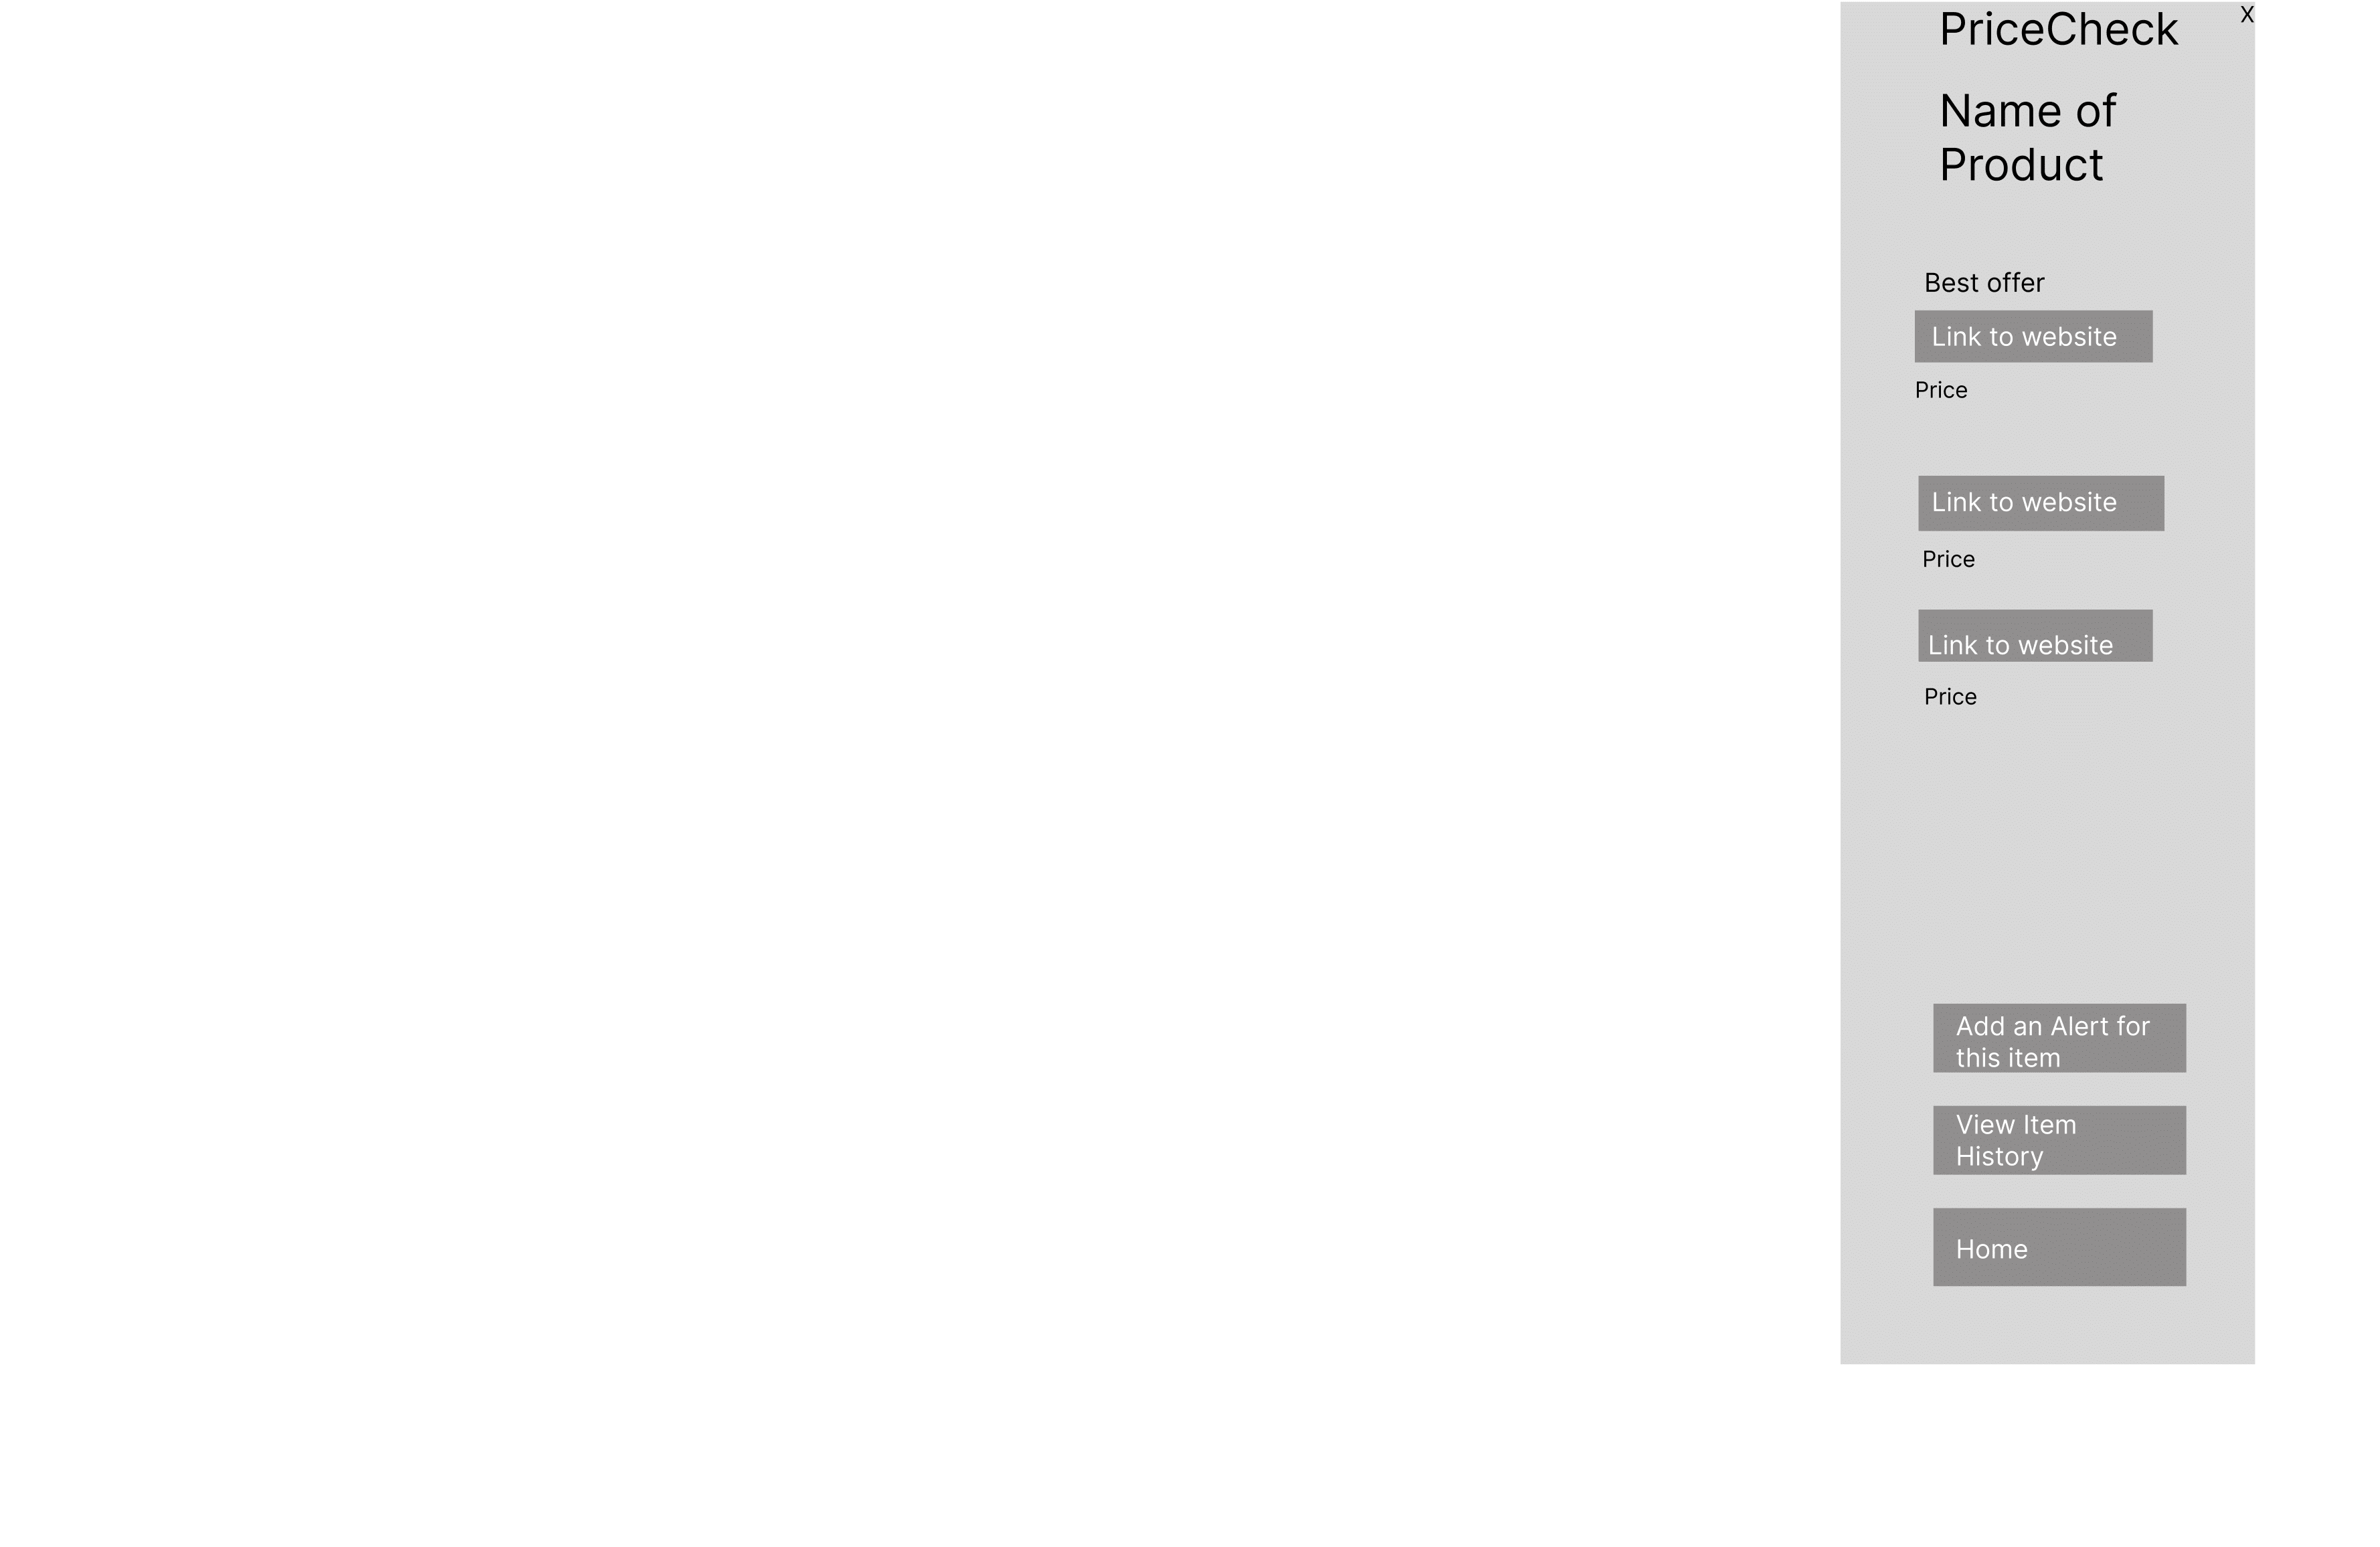 PriceCheck
X
Name of
Product
Best offer
Link to website
Price
Link to website
Price
Link to website
Price
Add an Alert for
this item
View Item
History
Home